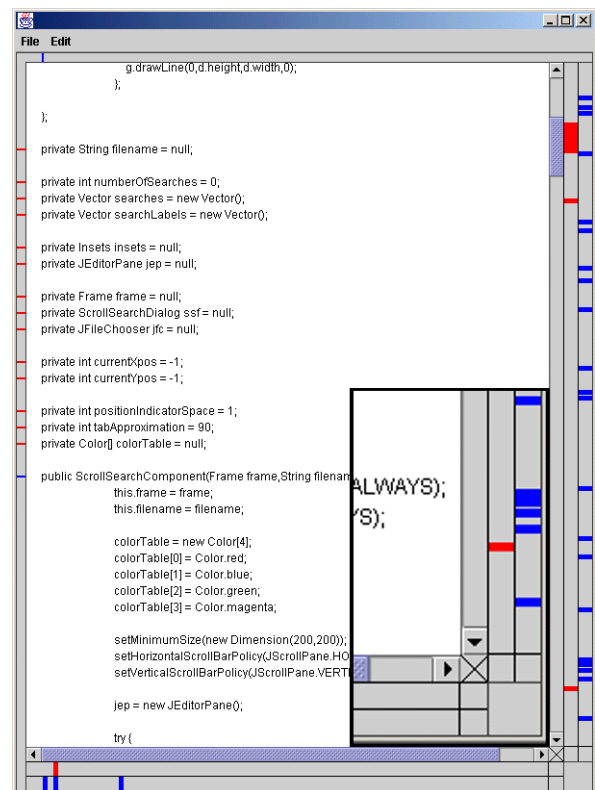 File Edit
g.drawLine(0,d.height,d.width,0);
};
};
private String filename = null;
private int numberOfSearches = 0;
private Vector searches = new Vector();
private Vector searchLabels = new Vector();
private Insets insets = null;
private JEditorPane jep = null;
private Frame frame = null;
private ScrollSearchDialog ssf = null;
private JFileChooser jfc = null;
private int currentXpos = -1;
private int currentYpos = -1;
private int positionIndicatorSpace = 1;
private int tabApproximation = 90;
private Color[] colorTable = null;
public ScrollSearchComponent(Frame frame,String filenam
this.frame = frame;
this.filename = filename;
colorTable = new Color[4];
colorTable[0] = Color.red;
colorTable[1] = Color.blue;
colorTable[2] = Color.green;
colorTable[3] = Color.magenta;
setMinimumSize(new Dimension(200,200));
setHorizontalScrollBarPolicy(JScrollPane.HO
setVerticalScrollBarPolicy(JScrollPane.VERT
jep = new JEditorPane();
try {
ALWAYS);
YS);